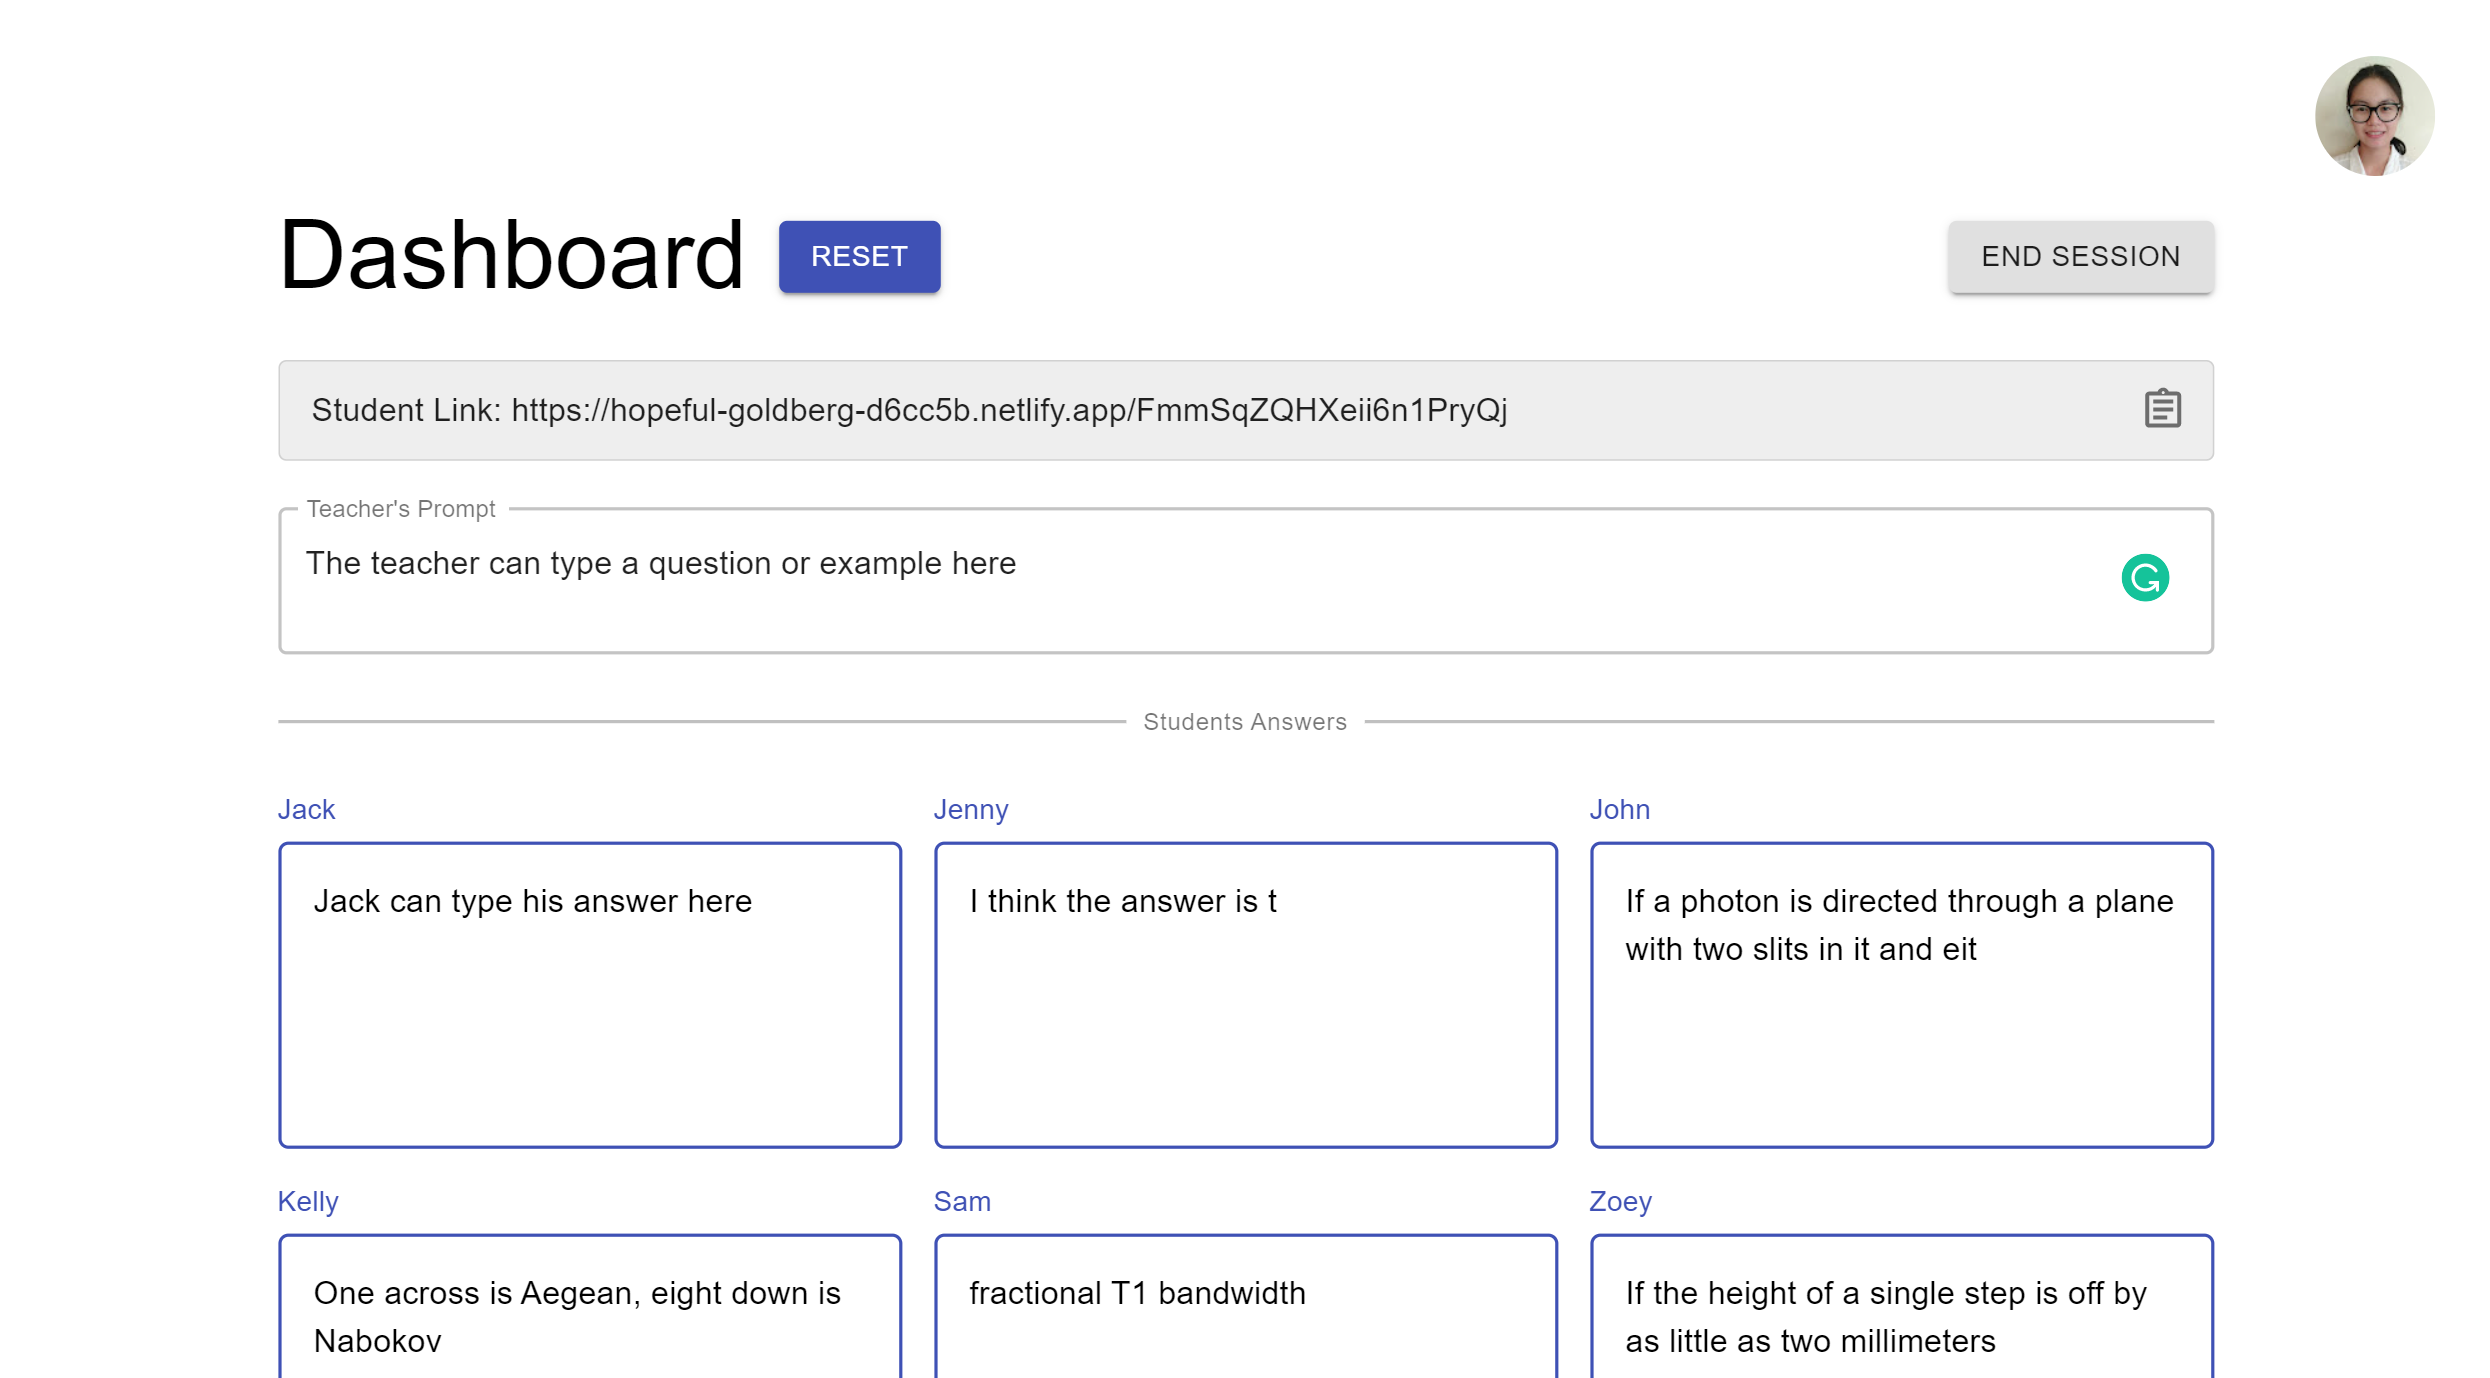 Dashboard
RESET
END SESSION
Student Link: https://hopeful-goldberg-d6cc5b.netlify.app/FmmSqZQHXeii6n1PryQj
Teacher's Prompt
The teacher can type a question or example here
Students Answers
Jack
Jack can type his answer here
Jenny
I think the answer is t
John
If a photon is directed through a plane
with two slits in it and eit
Kelly
One across is Aegean, eight down is
Nabokov
Sam
fractional T1 bandwidth
Zoey
If the height of a single step is off by
as little as two millimeters